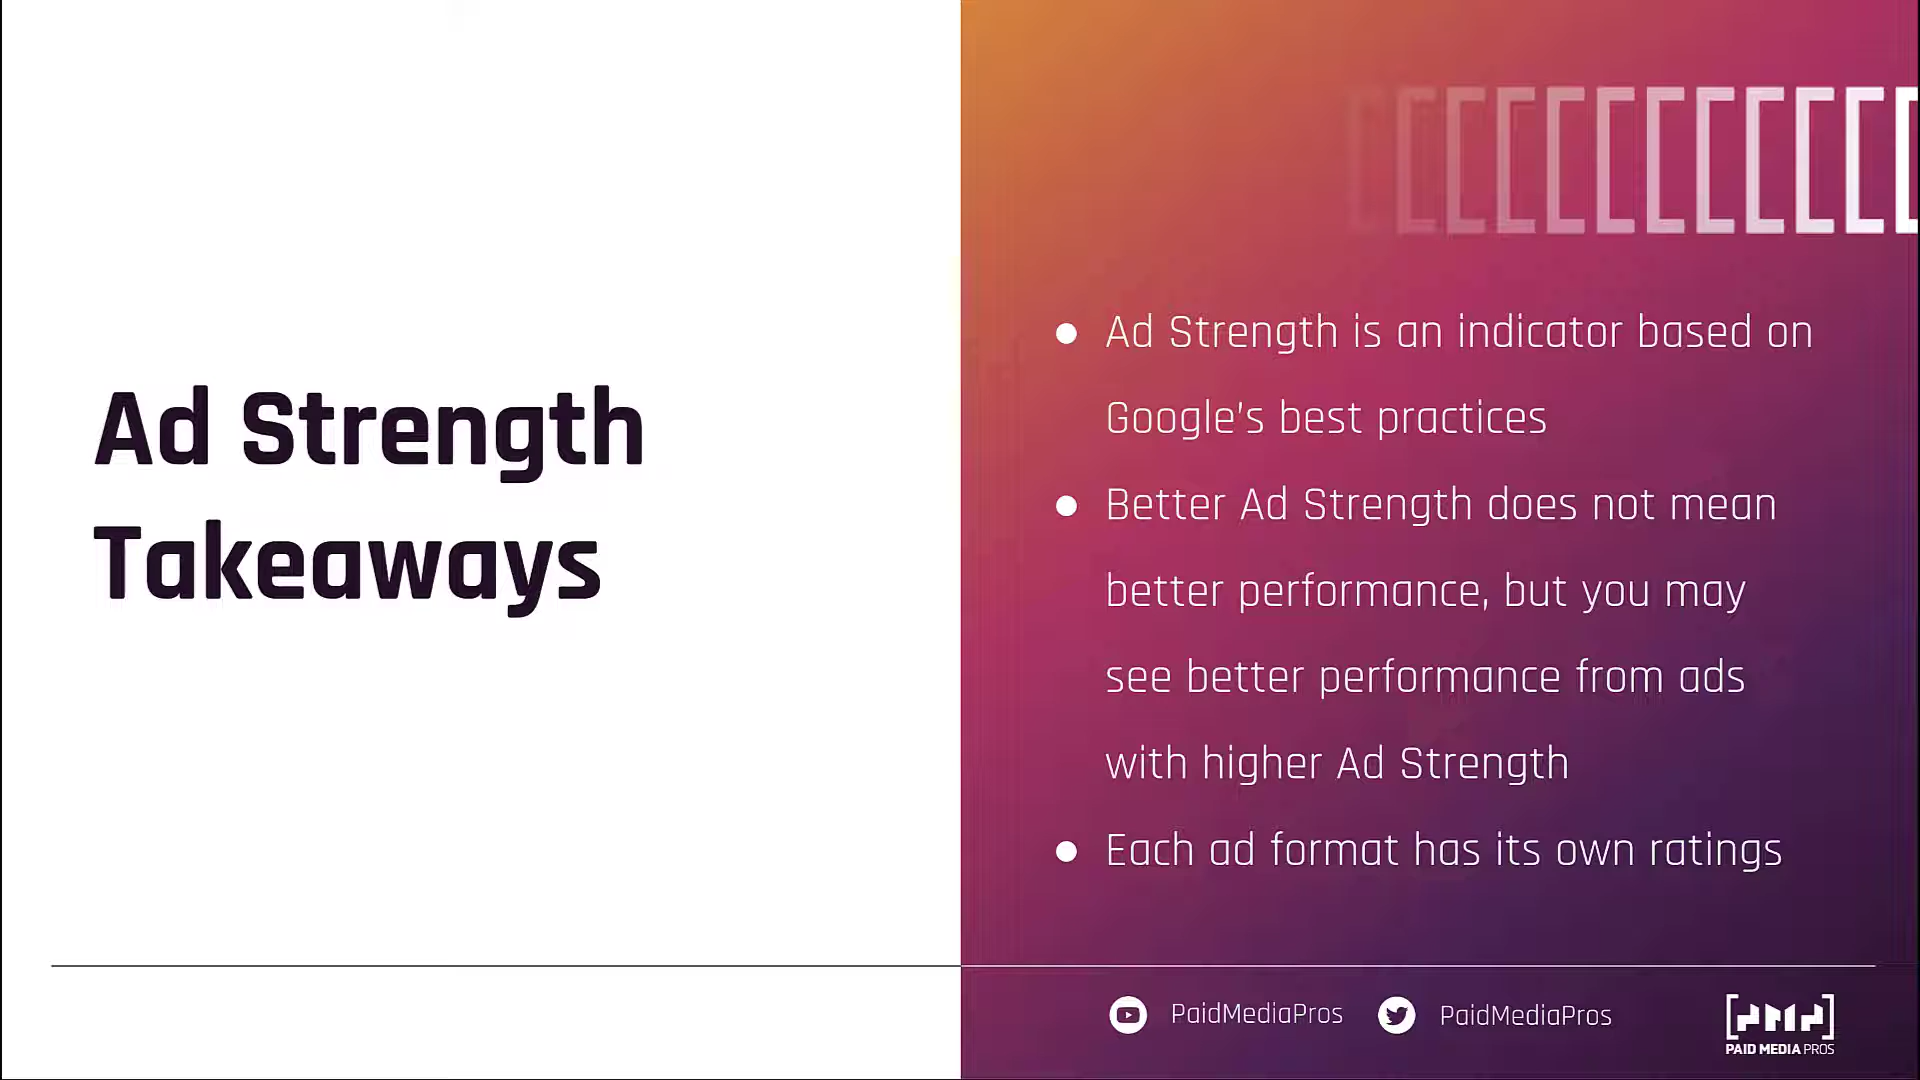 Ad Strength
Takeaways
● Ad Strength is an indicator based on
Google’s best practices
● Better Ad Strength does not mean
better performance, but you may
see better performance from ads
with higher Ad Strength
● Each ad format has its own ratings
PaidMediaPros
PaidMediaPros
[PMP]
PAID MEDIA PROS